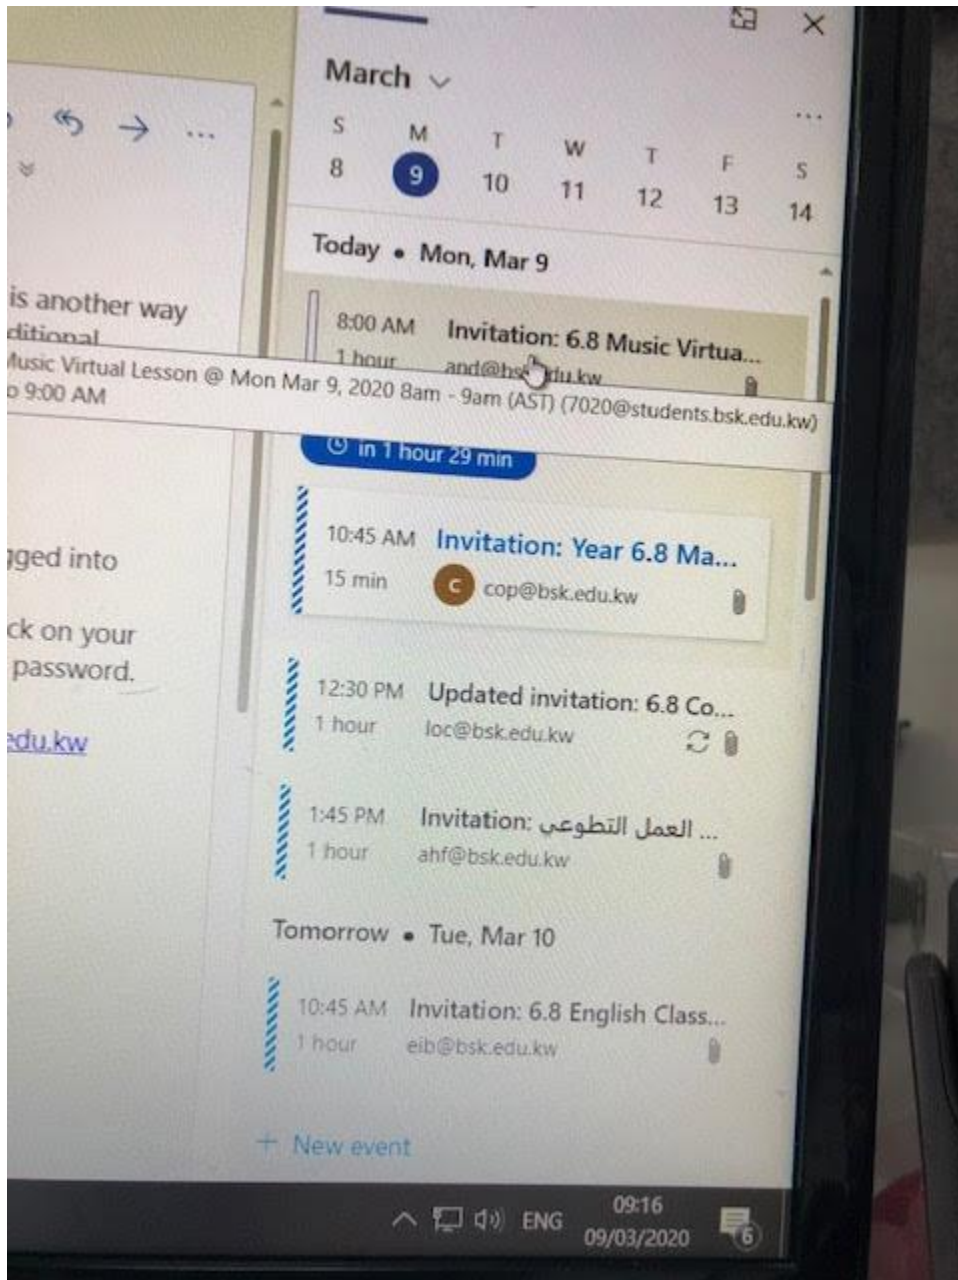 March
...
S M T W T F S
8 9 10 11 12 13 14
...
is another way
ditional
Today • Mon, Mar 9
8:00 AM Invitation: 6.8 Music Virtua...
1 hour and@bsk.edu.kw
Music Virtual Lesson @ Mon Mar 9, 2020 8am - 9am (AST) (7020@students.bsk.edu.kw)
o 9:00 AM
in 1 hour 29 min
10:45 AM Invitation: Year 6.8 Ma...
15 min C cop@bsk.edu.kw
gged into
ck on your
password.
edu.kw
12:30 PM Updated invitation: 6.8 Co...
1 hour loc@bsk.edu.kw
1:45 PM Invitation: العمل التطوعي ...
1 hour ahf@bsk.edu.kw
Tomorrow • Tue, Mar 10
10:45 AM Invitation: 6.8 English Class...
1 hour eib@bsk.edu.kw
+ New event
ENG 09:16
09/03/2020 6